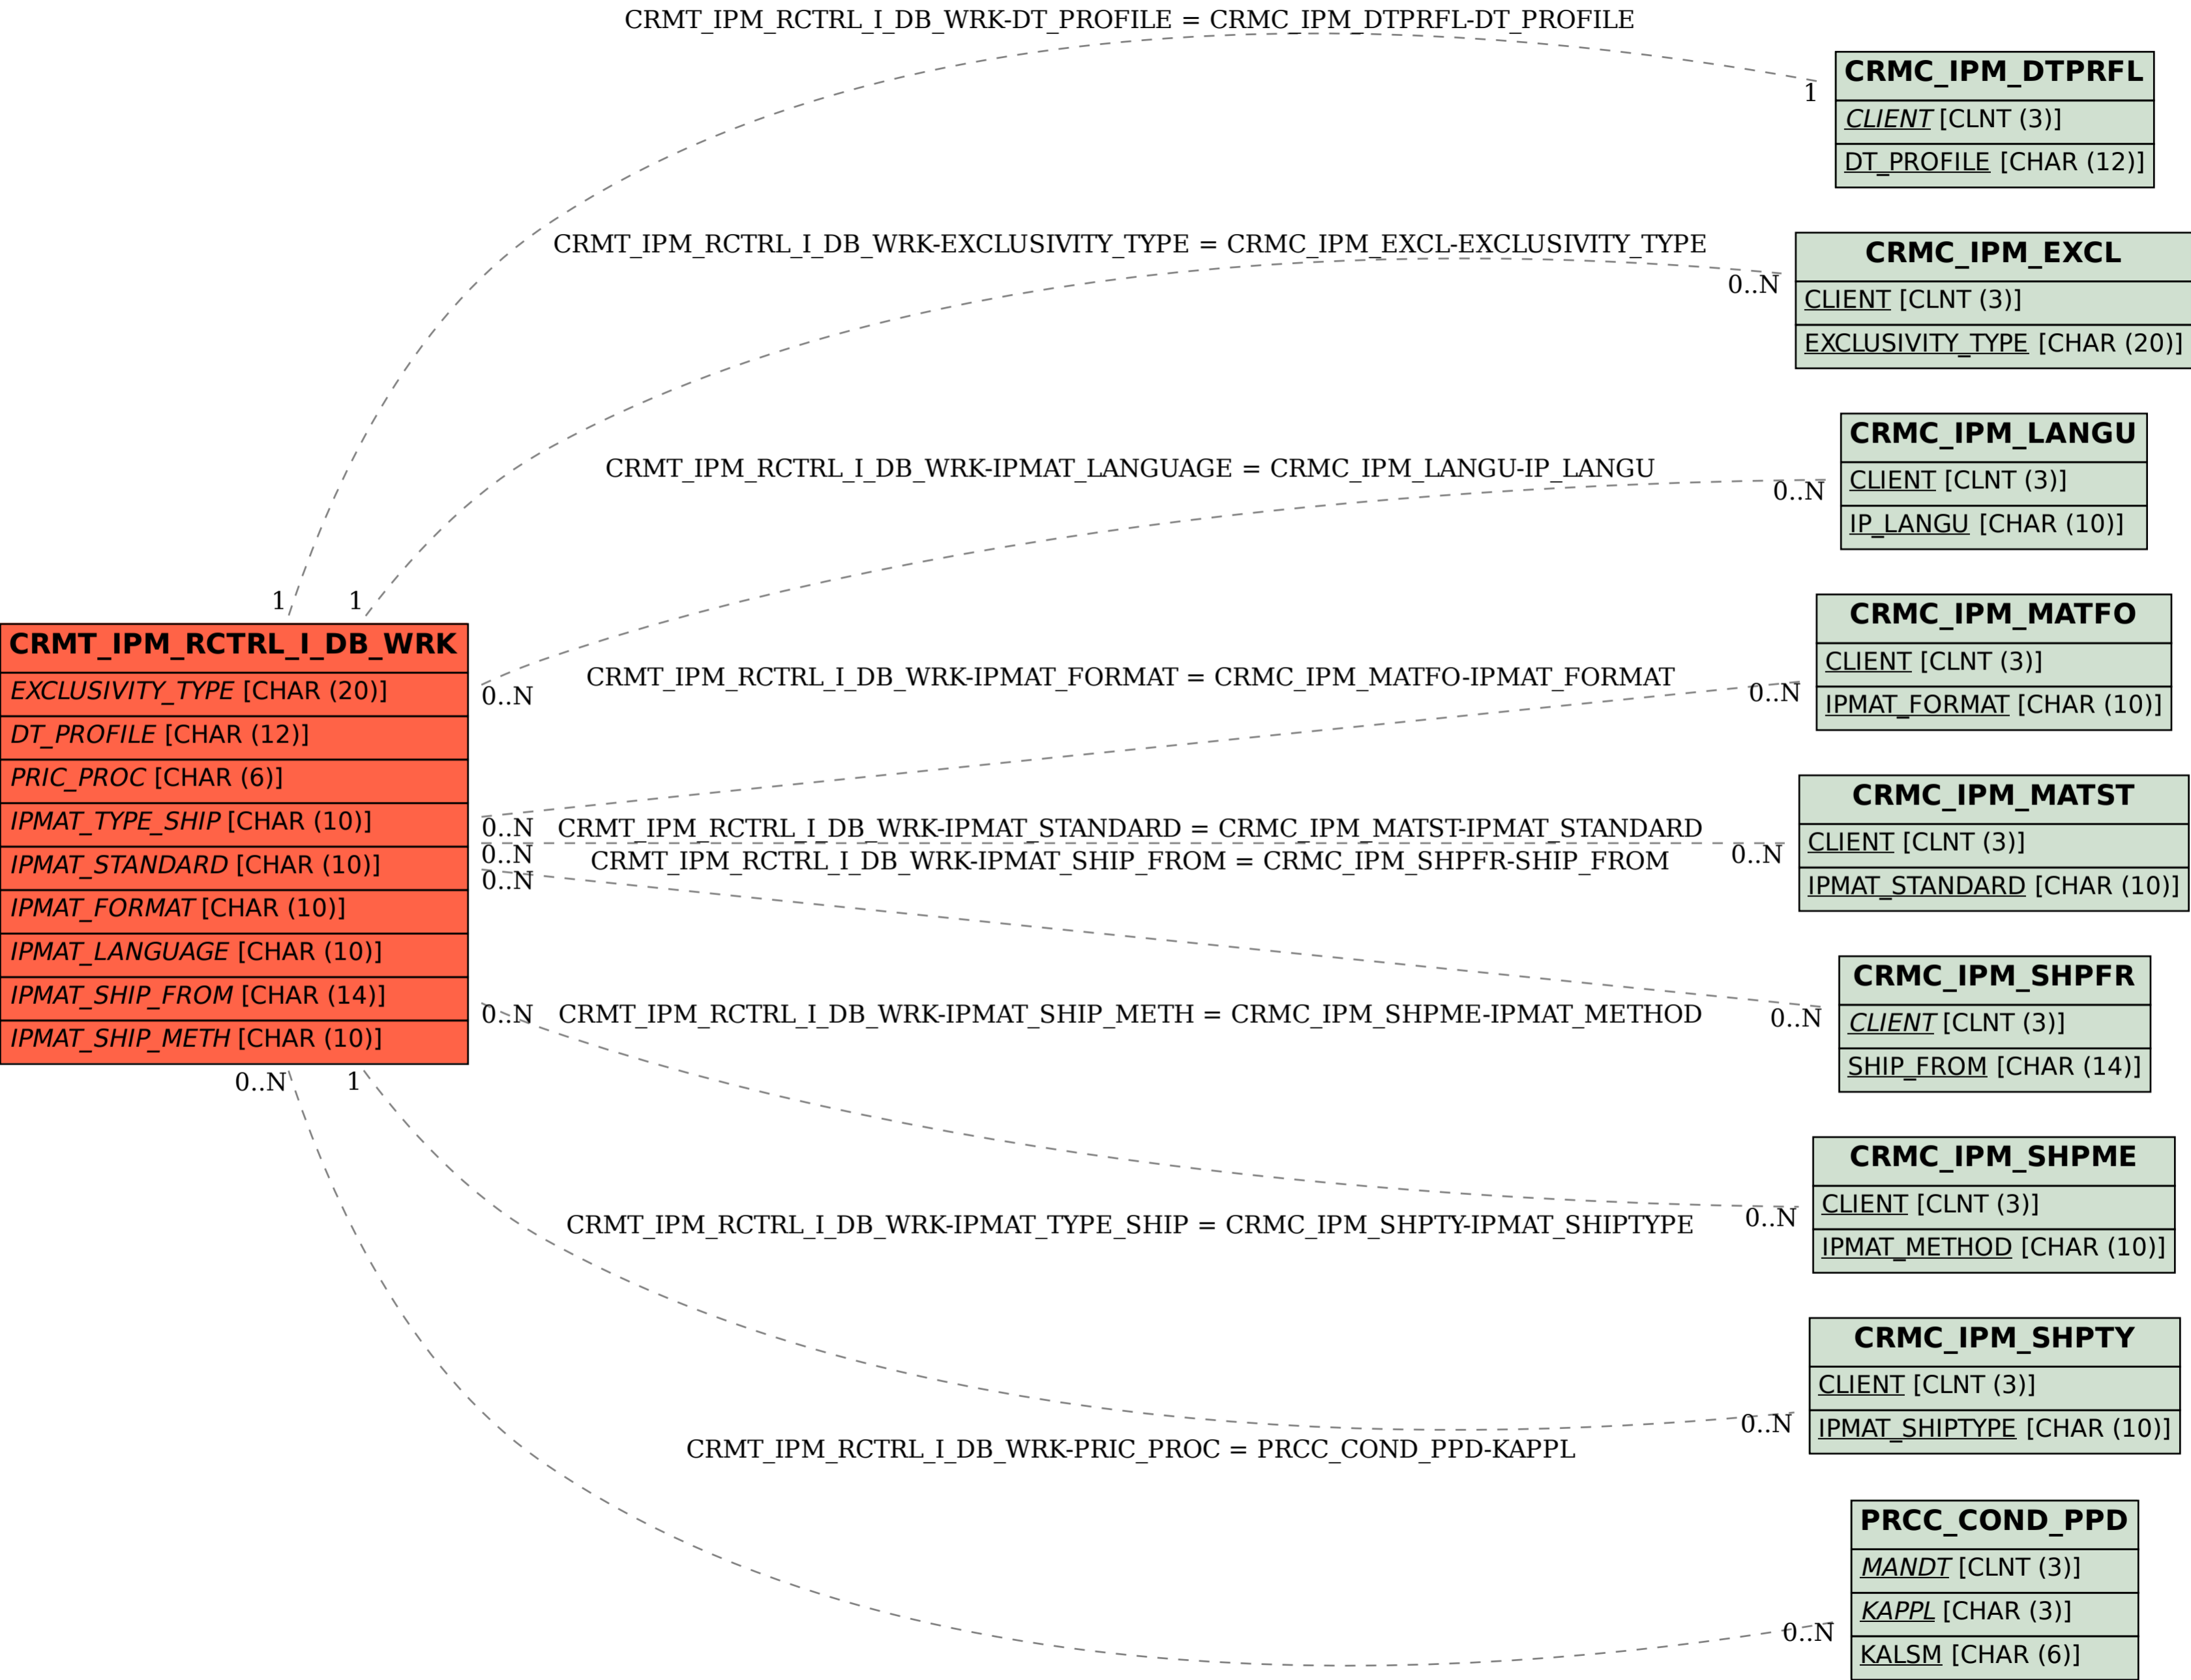 CRMT_IPM_RCTRL_I_DB_WRK-DT_PROFILE = CRMC_IPM_DTPRFL-DT_PROFILE
CRMC_IPM_DTPRFL
1
CLIENT [CLNT (3)]
DT_PROFILE [CHAR (12)]
CRMT_IPM_RCTRL_I_DB_WRK-EXCLUSIVITY_TYPE = CRMC_IPM_EXCL-EXCLUSIVITY_TYPE
CRMC_IPM_EXCL
0..N
CLIENT [CLNT (3)]
EXCLUSIVITY_TYPE [CHAR (20)]
CRMT_IPM_RCTRL_I_DB_WRK-IPMAT_LANGUAGE = CRMC_IPM_LANGU-IP_LANGU
CRMC_IPM_LANGU
0..N
CLIENT [CLNT (3)]
IP_LANGU [CHAR (10)]
1
1
CRMT_IPM_RCTRL_I_DB_WRK
EXCLUSIVITY_TYPE [CHAR (20)]
DT_PROFILE [CHAR (12)]
PRIC_PROC [CHAR (6)]
IPMAT_TYPE_SHIP [CHAR (10)]
IPMAT_STANDARD [CHAR (10)]
IPMAT_FORMAT [CHAR (10)]
IPMAT_LANGUAGE [CHAR (10)]
IPMAT_SHIP_FROM [CHAR (14)]
IPMAT_SHIP_METH [CHAR (10)]
0..N
CRMT_IPM_RCTRL_I_DB_WRK-IPMAT_FORMAT = CRMC_IPM_MATFO-IPMAT_FORMAT
0..N
CRMC_IPM_MATFO
CLIENT [CLNT (3)]
IPMAT_FORMAT [CHAR (10)]
0..N
CRMT_IPM_RCTRL_I_DB_WRK-IPMAT_STANDARD = CRMC_IPM_MATST-IPMAT_STANDARD
0..N
0..N
CRMC_IPM_MATST
CLIENT [CLNT (3)]
IPMAT_STANDARD [CHAR (10)]
CRMT_IPM_RCTRL_I_DB_WRK-IPMAT_SHIP_FROM = CRMC_IPM_SHPFR-SHIP_FROM
0..N
0..N
CRMC_IPM_SHPFR
CLIENT [CLNT (3)]
SHIP_FROM [CHAR (14)]
0..N
CRMT_IPM_RCTRL_I_DB_WRK-IPMAT_SHIP_METH = CRMC_IPM_SHPME-IPMAT_METHOD
0..N
CRMC_IPM_SHPME
CLIENT [CLNT (3)]
IPMAT_METHOD [CHAR (10)]
0..N
1
CRMT_IPM_RCTRL_I_DB_WRK-IPMAT_TYPE_SHIP = CRMC_IPM_SHPTY-IPMAT_SHIPTYPE
0..N
CRMC_IPM_SHPTY
CLIENT [CLNT (3)]
IPMAT_SHIPTYPE [CHAR (10)]
CRMT_IPM_RCTRL_I_DB_WRK-PRIC_PROC = PRCC_COND_PPD-KAPPL
0..N
PRCC_COND_PPD
MANDT [CLNT (3)]
KAPPL [CHAR (3)]
KALSM [CHAR (6)]